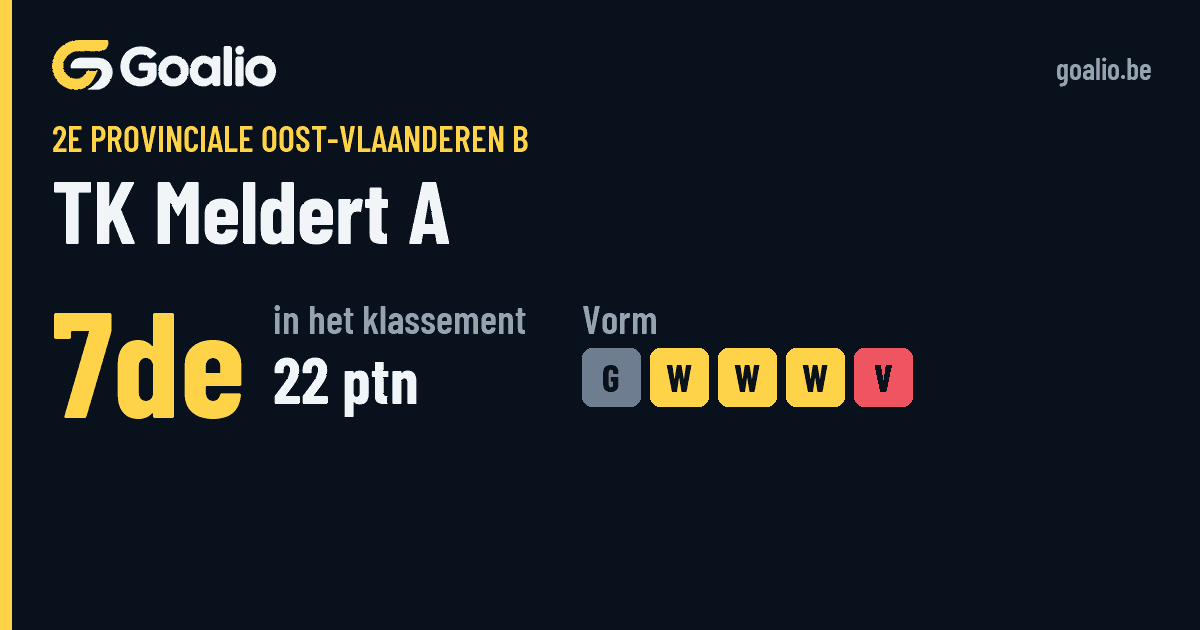 Goalio
goalio.be
2E PROVINCIALE OOST-VLAANDEREN B
TK Meldert A
7de
in het klassement
22 ptn
Vorm
G W W W V